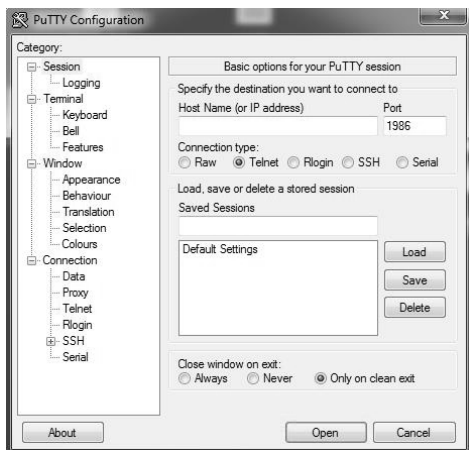 PuTTY Configuration
X
Category:
Session
Logging
Terminal
Keyboard
Bell
Features
Window
Appearance
Behaviour
Translation
Selection
Colours
Connection
Data
Proxy
Telnet
Rlogin
SSH
Serial
Basic options for your PuTTY session
Specify the destination you want to connect to
Host Name (or IP address) Port
1986
Connection type:
Raw Telnet Rlogin SSH Serial
Load, save or delete a stored session
Saved Sessions
Default Settings
Load
Save
Delete
Close window on exit:
Always Never Only on clean exit
About Open Cancel